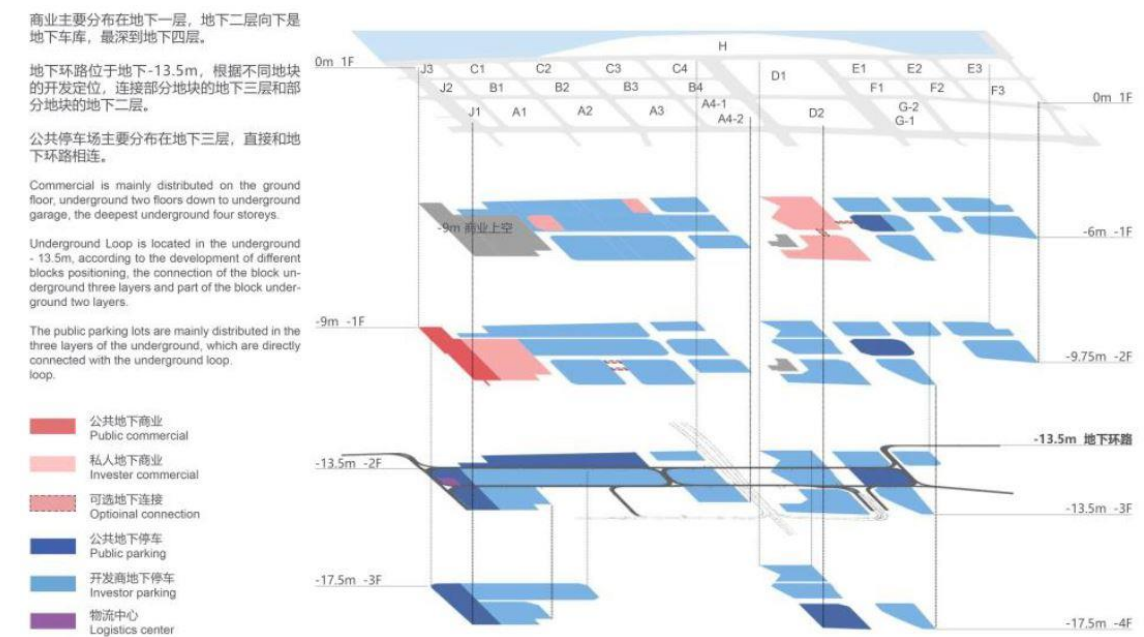 商业主要分布在地下一层，地下二层向下是
地下车库，最深到地下四层。
地下环路位于地下-13.5m，根据不同地块
的开发定位，连接部分地块的地下三层和部
分地块的地下二层。
公共停车场主要分布在地下三层，直接和地
下环路相连。
Commercial is mainly distributed on the ground
floor, underground two floors down to underground
garage, the deepest underground four storeys.
Underground Loop is located in the underground
- 13.5m, according to the development of different
blocks positioning, the connection of the block un-
derground three layers and part of the block under-
ground two layers.
The public parking lots are mainly distributed in the
three layers of the underground, which are directly
connected with the underground loop.
loop.
公共地下商业
Public commercial
私人地下商业
Invester commercial
可选地下连接
Optioinal connection
公共地下停车
Public parking
开发商地下停车
Investor parking
物流中心
Logistics center
H
0m 1F
J3 C1 C2 C3 C4 D1 E1 E2 E3
J2 B1 B2 B3 B4 F1 F2 F3
0m 1F
J1 A1 A2 A3 A4-1 D2 G-2
A4-2 G-1
-9m 商业上空
-6m -1F
-9m -1F
-9.75m -2F
-13.5m 地下环路
-13.5m -2F
-13.5m -3F
-17.5m -3F
-17.5m -4F